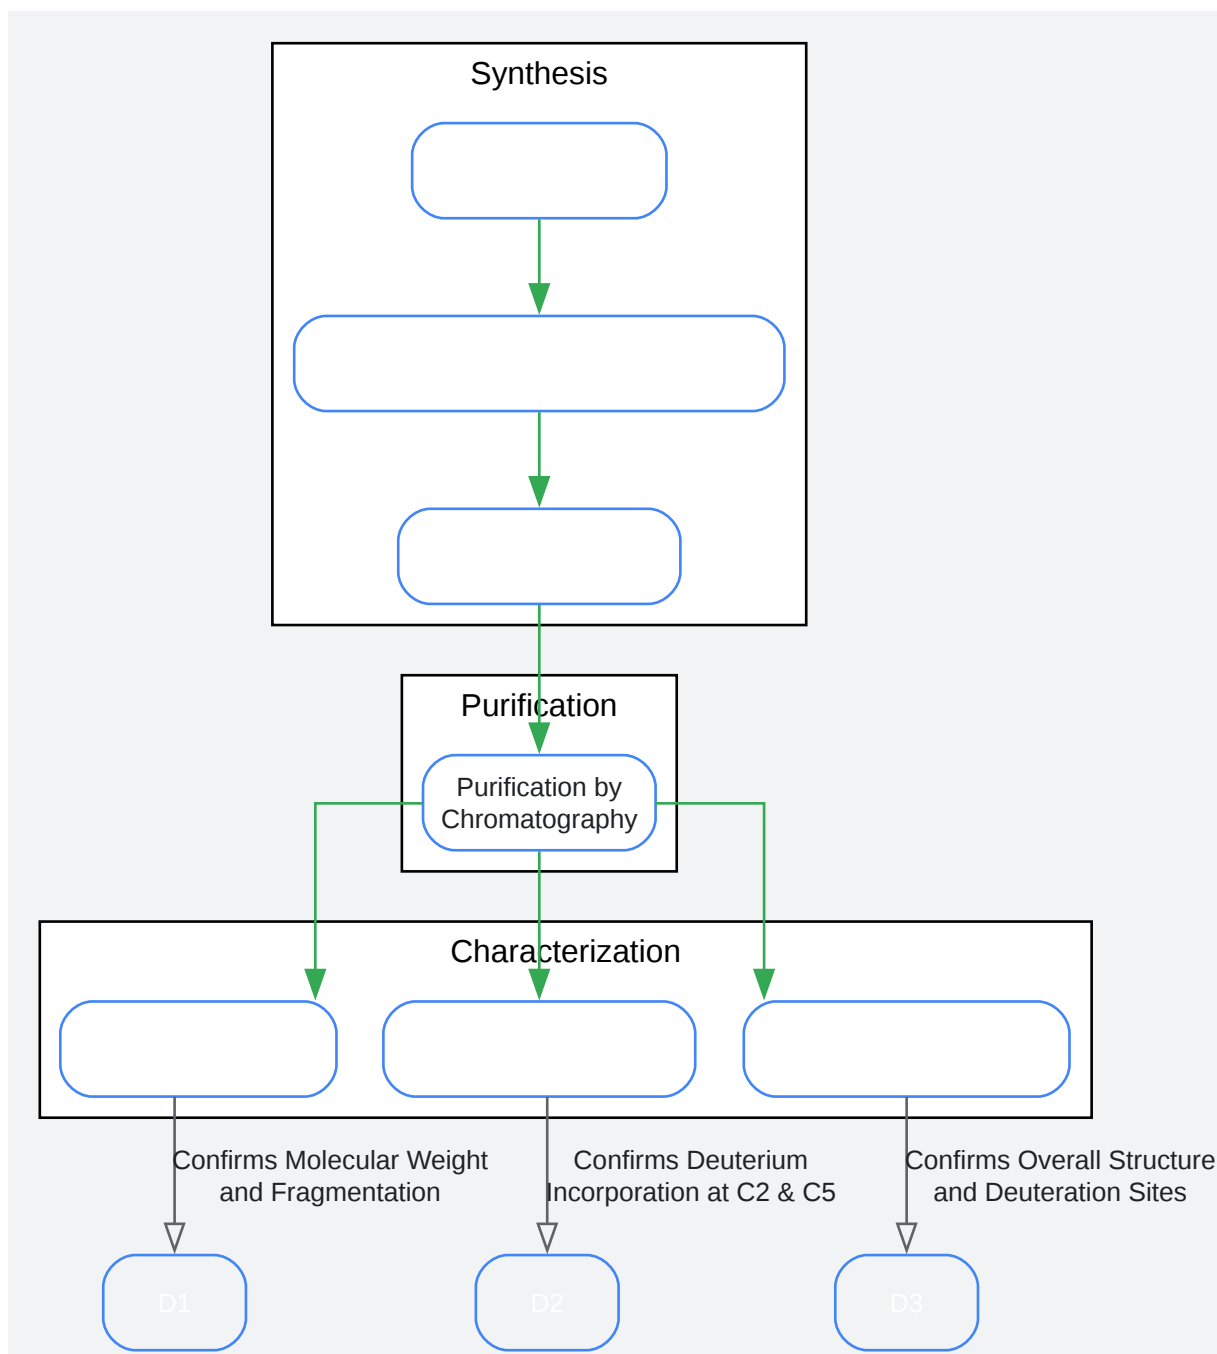 Synthesis
Purification
Purification by
Chromatography
Characterization
Confirms Molecular Weight
and Fragmentation
Confirms Deuterium
Incorporation at C2 & C5
Confirms Overall Structure
and Deuteration Sites
D1
D2
D3